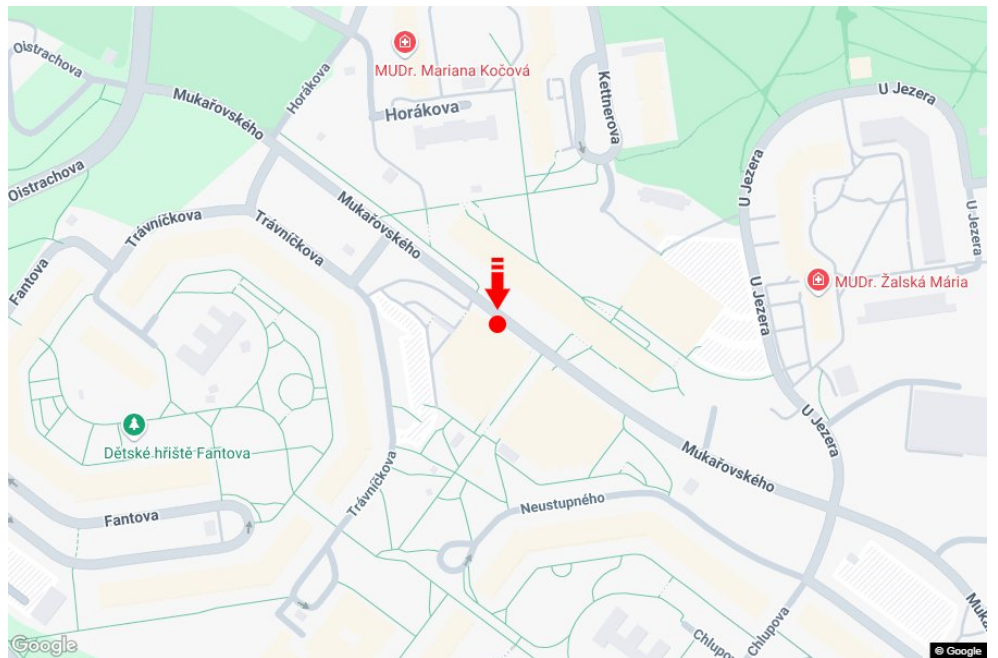 Oistrachova
MUDr. Mariana Kočová
Mukařovského
Horákova
Horákova
Kettnerova
U Jezera
U Jezera
U Jezera
Oistrachova
Mukařovského
Trávníčkova
Trávníčkova
Fantova
MUDr. Žalská Mária
U Jezera
U Jezera
Dětské hřiště Fantova
Trávníčkova
Mukařovského
Neustupného
Fantova
Chlupova
Chlupova
Google
© Google